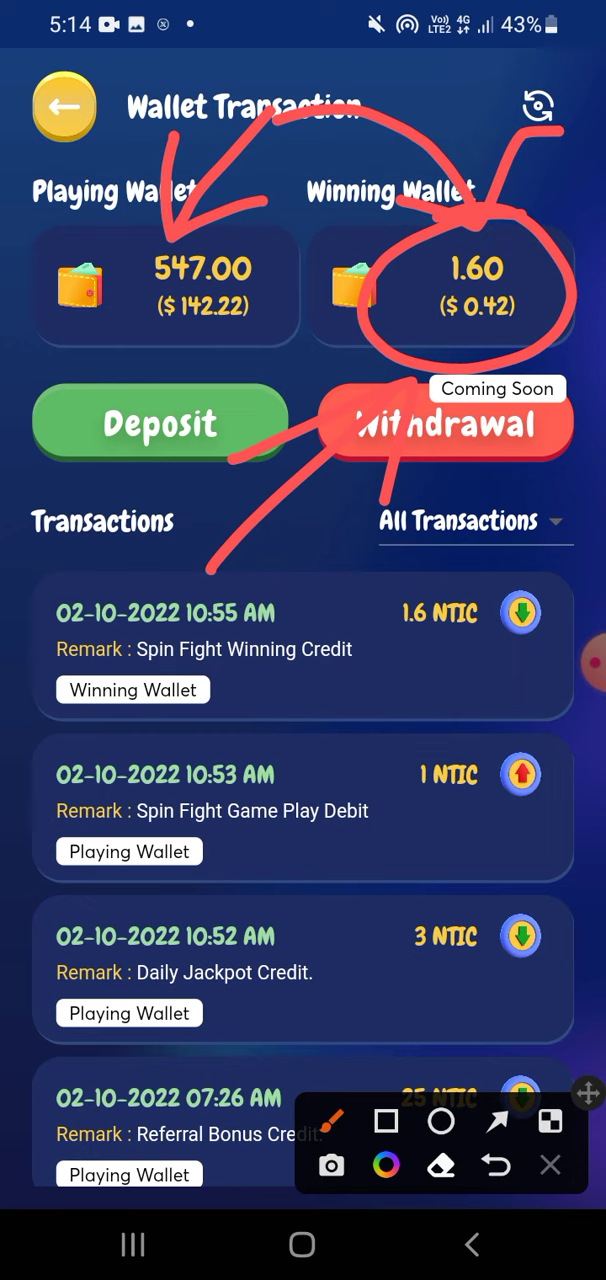 5:14
Vo)) 4G 43%
LTE2
Wallet Transaction
Playing Wallet Winning Wallet
547.00 1.60
($ 142.22) ($ 0.42)
Coming Soon
Deposit Withdrawal
Transactions All Transactions
02-10-2022 10:55 AM 1.6 NTIC
Remark : Spin Fight Winning Credit
Winning Wallet
02-10-2022 10:53 AM 1 NTIC
Remark : Spin Fight Game Play Debit
Playing Wallet
02-10-2022 10:52 AM 3 NTIC
Remark : Daily Jackpot Credit.
Playing Wallet
02-10-2022 07:26 AM 25 NTIC
Remark : Referral Bonus Credit.
Playing Wallet